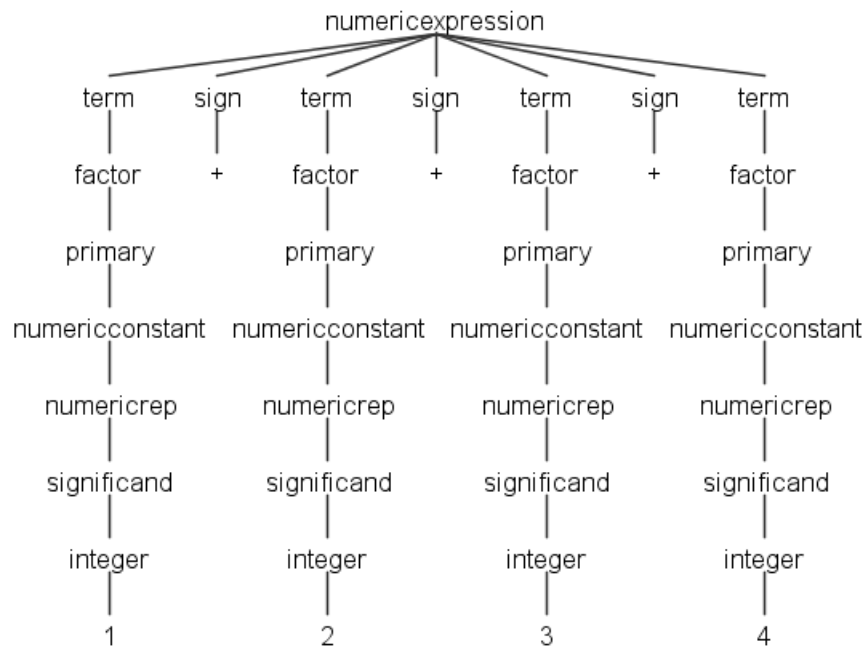 numericexpression
term sign term sign term sign term
factor + factor + factor + factor
primary primary primary primary
numericconstant numericconstant numericconstant numericconstant
numericrep numericrep numericrep numericrep
significand significand significand significand
integer integer integer integer
1 2 3 4